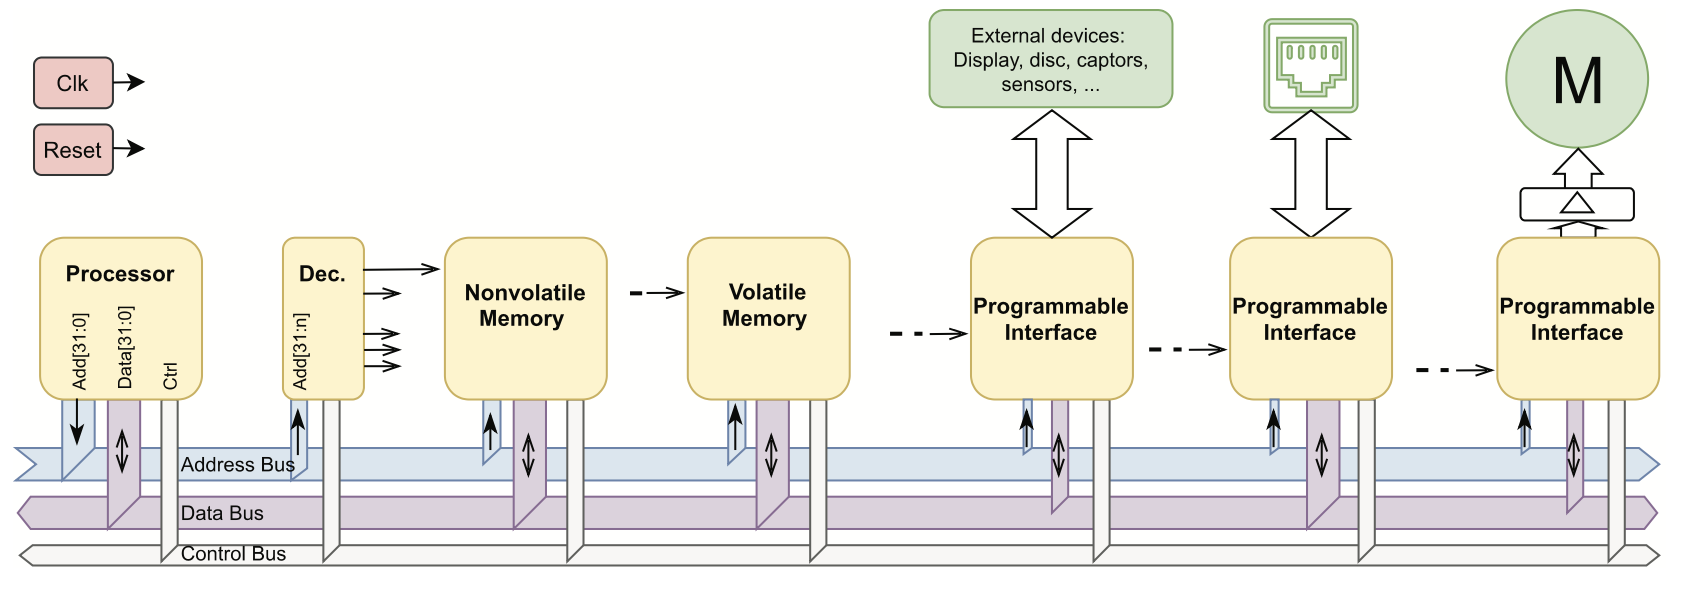 External devices:
Display, disc, captors,
sensors, ...
M
Clk
Reset
Processor
Add[31:0]
Data[31:0]
Ctrl
Dec.
Add[31:n]
Nonvolatile
Memory
Volatile
Memory
Programmable
Interface
Programmable
Interface
Programmable
Interface
Address Bus
Data Bus
Control Bus